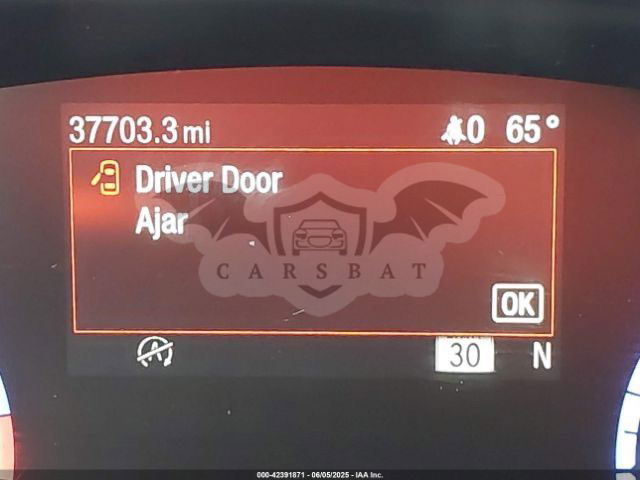 37703.3 mi 0 65°
Driver Door
Ajar
CARSBAT
OK
A 30 N
000-42391871 - 06/05/2025 - IAA Inc.